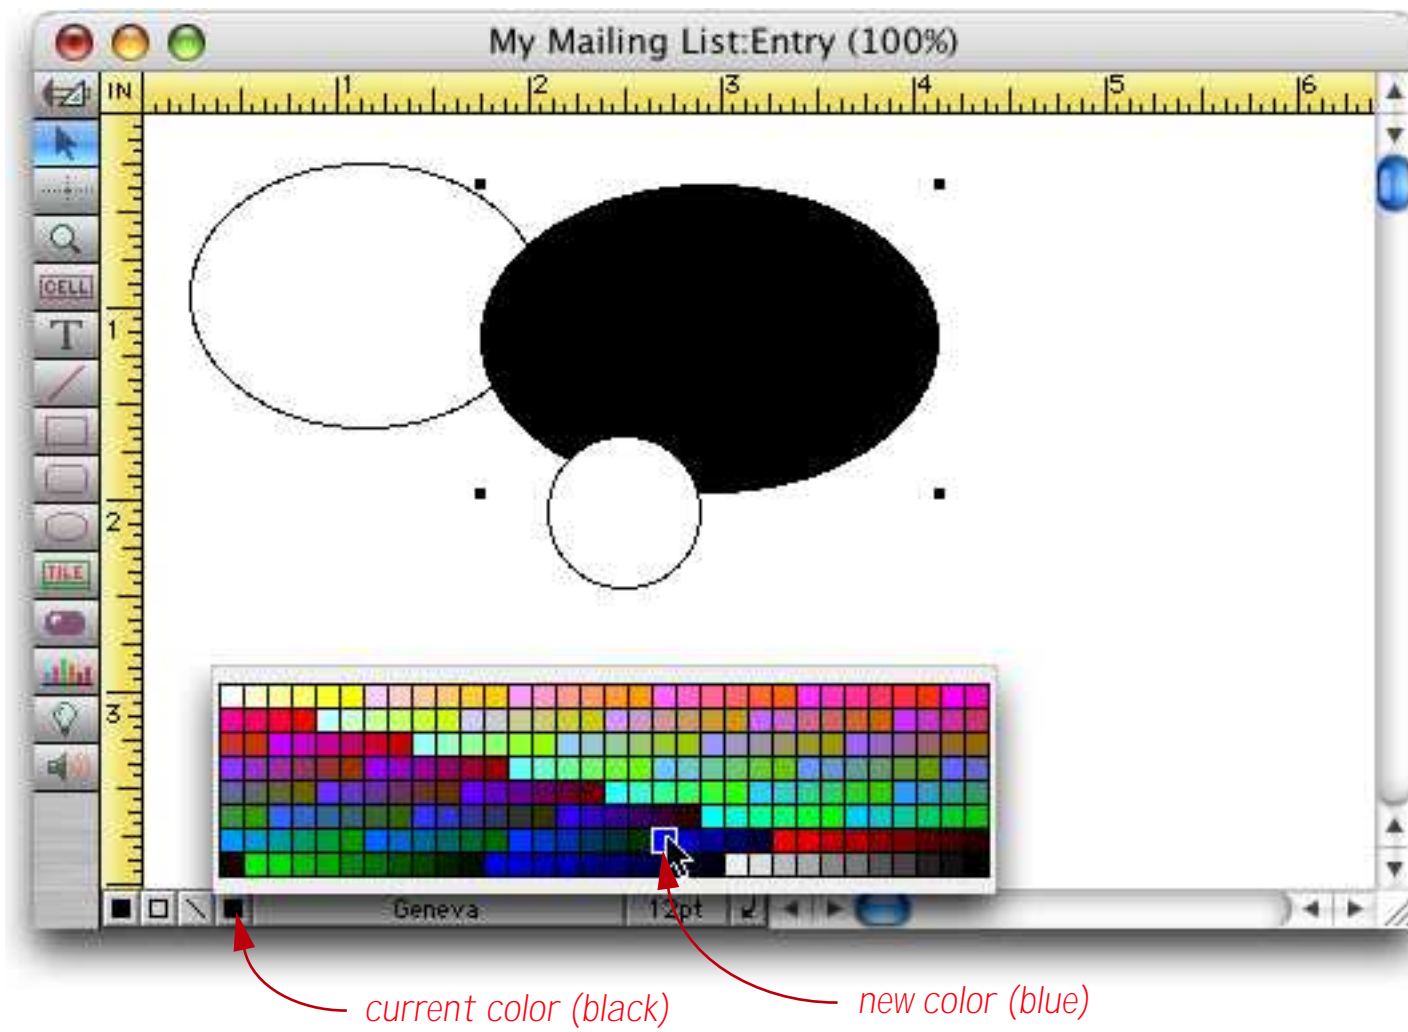 My Mailing List:Entry (100%)
IN 1 2 3 4 5 6
CELL
T
1
2
TILE
3
Geneva 12pt
current color (black)
new color (blue)